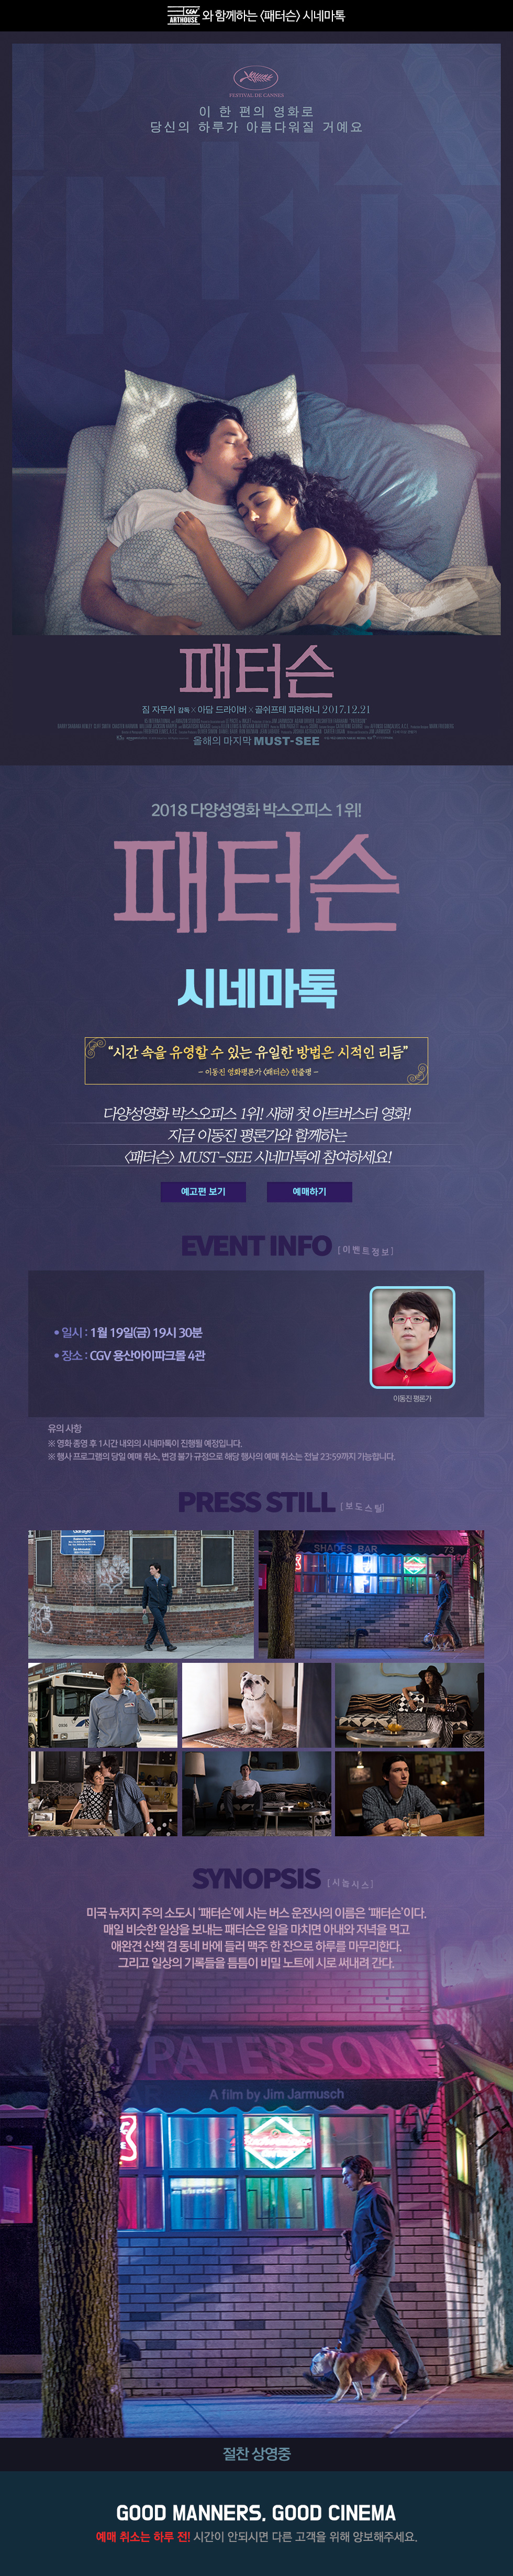 CGV ARTHOUSE 와 함께하는 <패터슨> 시네마톡
FESTIVAL DE CANNES
이 한 편의 영화로
당신의 하루가 아름다워질 거예요
패터슨
짐 자무쉬 감독 × 아담 드라이버 × 골쉬프테 파라하니 2017.12.21
올해의 마지막 MUST-SEE
2018 다양성영화 박스오피스 1위!
패터슨
시네마톡
“시간 속을 유영할 수 있는 유일한 방법은 시적인 리듬”
- 이동진 영화평론가 <패터슨> 한줄평 -
다양성영화 박스오피스 1위! 새해 첫 아트버스터 영화!
지금 이동진 평론가와 함께하는
<패터슨> MUST-SEE 시네마톡에 참여하세요!
예고편 보기
예매하기
EVENT INFO [이벤트정보]
• 일시 : 1월 19일(금) 19시 30분
• 장소 : CGV 용산아이파크몰 4관
이동진 평론가
유의 사항
※ 영화 종영 후 1시간 내외의 시네마톡이 진행될 예정입니다.
※ 행사 프로그램의 당일 예매 취소, 변경 불가 규정으로 해당 행사의 예매 취소는 전날 23:59까지 가능합니다.
PRESS STILL [보도스틸]
SHADES BAR 73
SYNOPSIS [시놉시스]
미국 뉴저지 주의 소도시 ‘패터슨’에 사는 버스 운전사의 이름은 ‘패터슨’이다.
매일 비슷한 일상을 보내는 패터슨은 일을 마치면 아내와 저녁을 먹고
애완견 산책 겸 동네 바에 들러 맥주 한 잔으로 하루를 마무리한다.
그리고 일상의 기록들을 틈틈이 비밀 노트에 시로 써내려 간다.
PATERSON
A film by Jim Jarmusch
절찬 상영중
GOOD MANNERS, GOOD CINEMA
예매 취소는 하루 전! 시간이 안되시면 다른 고객을 위해 양보해주세요.